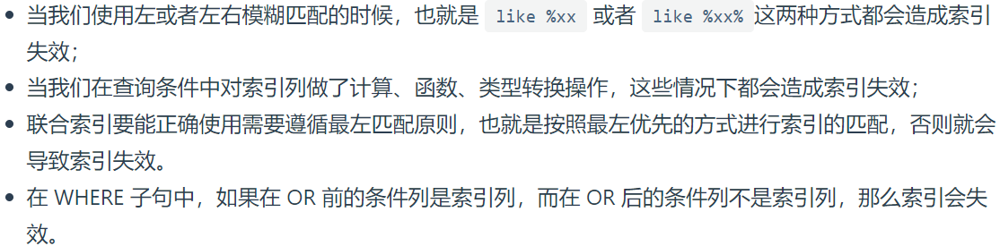 当我们使用左或者左右模糊匹配的时候，也就是 like %xx 或者 like %xx% 这两种方式都会造成索引
失效；
当我们在查询条件中对索引列做了计算、函数、类型转换操作，这些情况下都会造成索引失效；
联合索引要能正确使用需要遵循最左匹配原则，也就是按照最左优先的方式进行索引的匹配，否则就会
导致索引失效。
在 WHERE 子句中，如果在 OR 前的条件列是索引列，而在 OR 后的条件列不是索引列，那么索引会失
效。